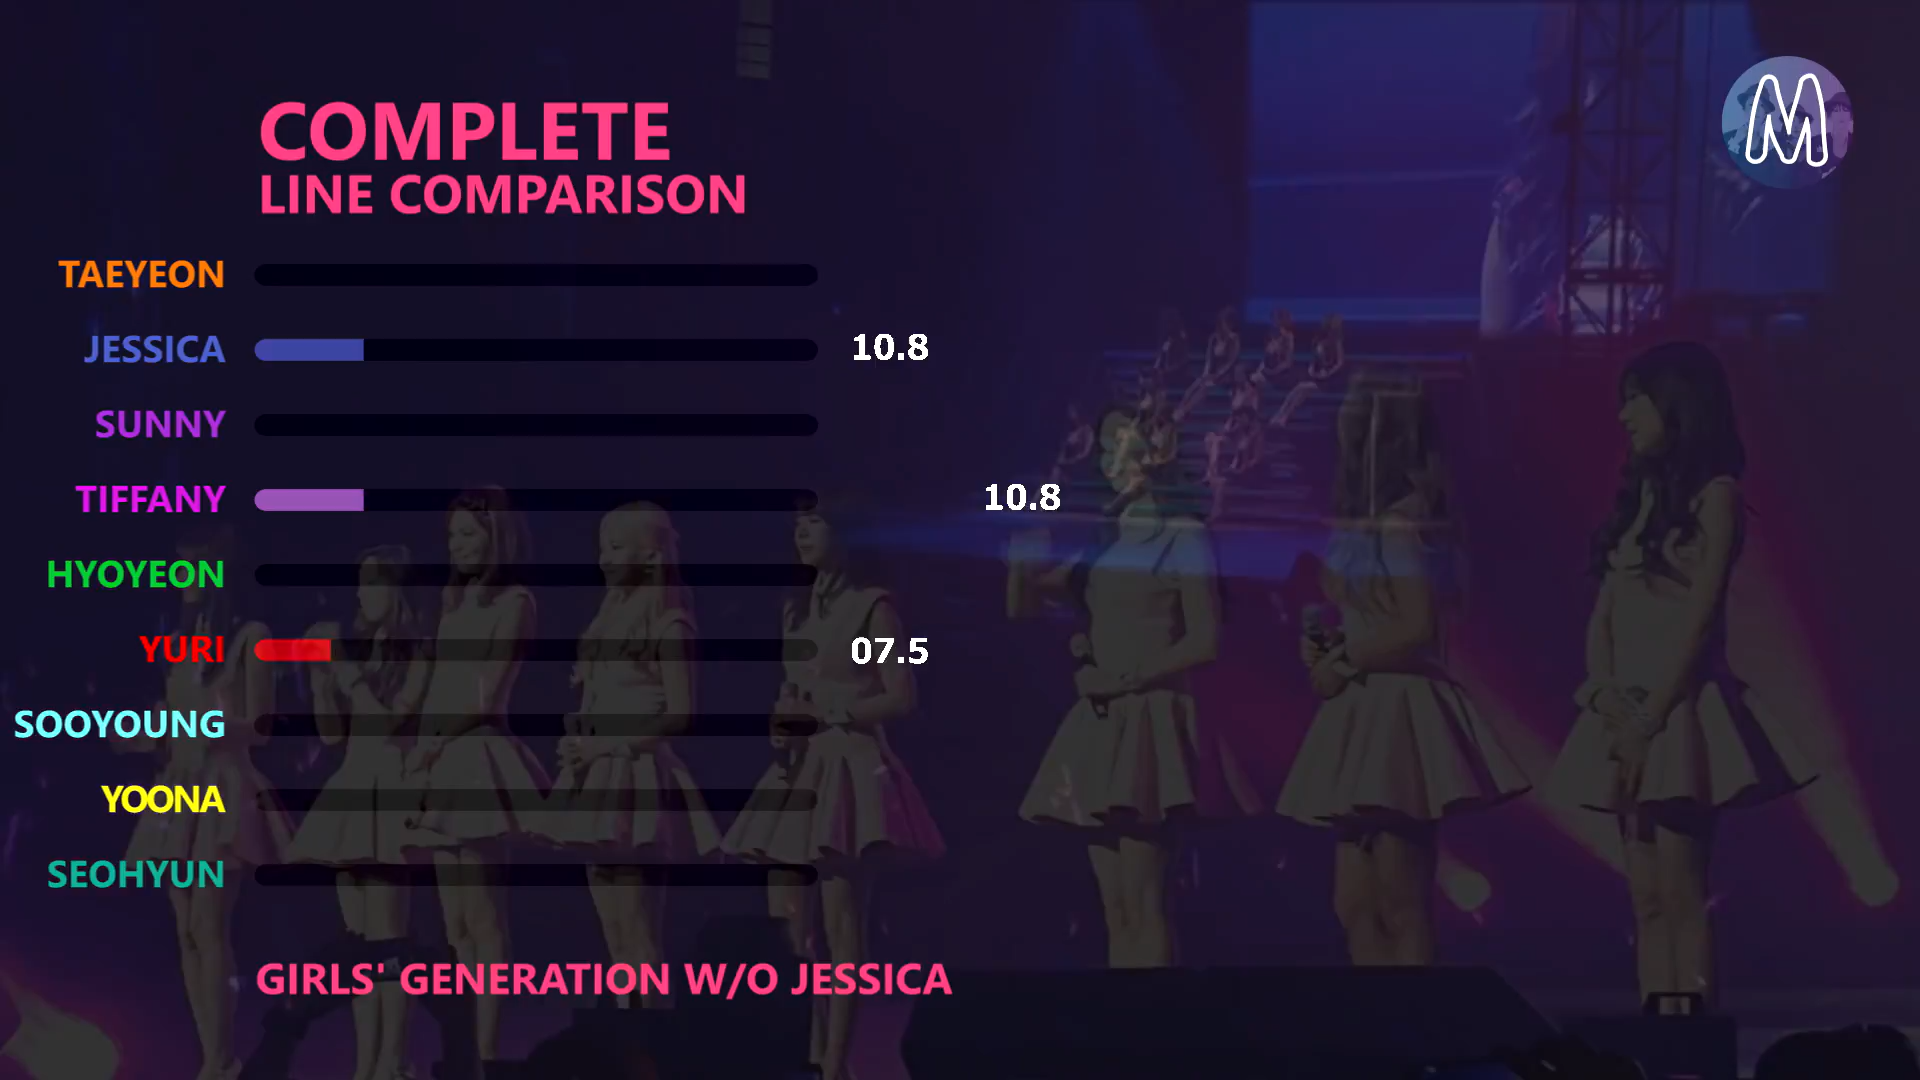 M
COMPLETE
LINE COMPARISON
TAEYEON
JESSICA 10.8
SUNNY
TIFFANY 10.8
HYOYEON
YURI 07.5
SOOYOUNG
YOONA
SEOHYUN
GIRLS' GENERATION W/O JESSICA